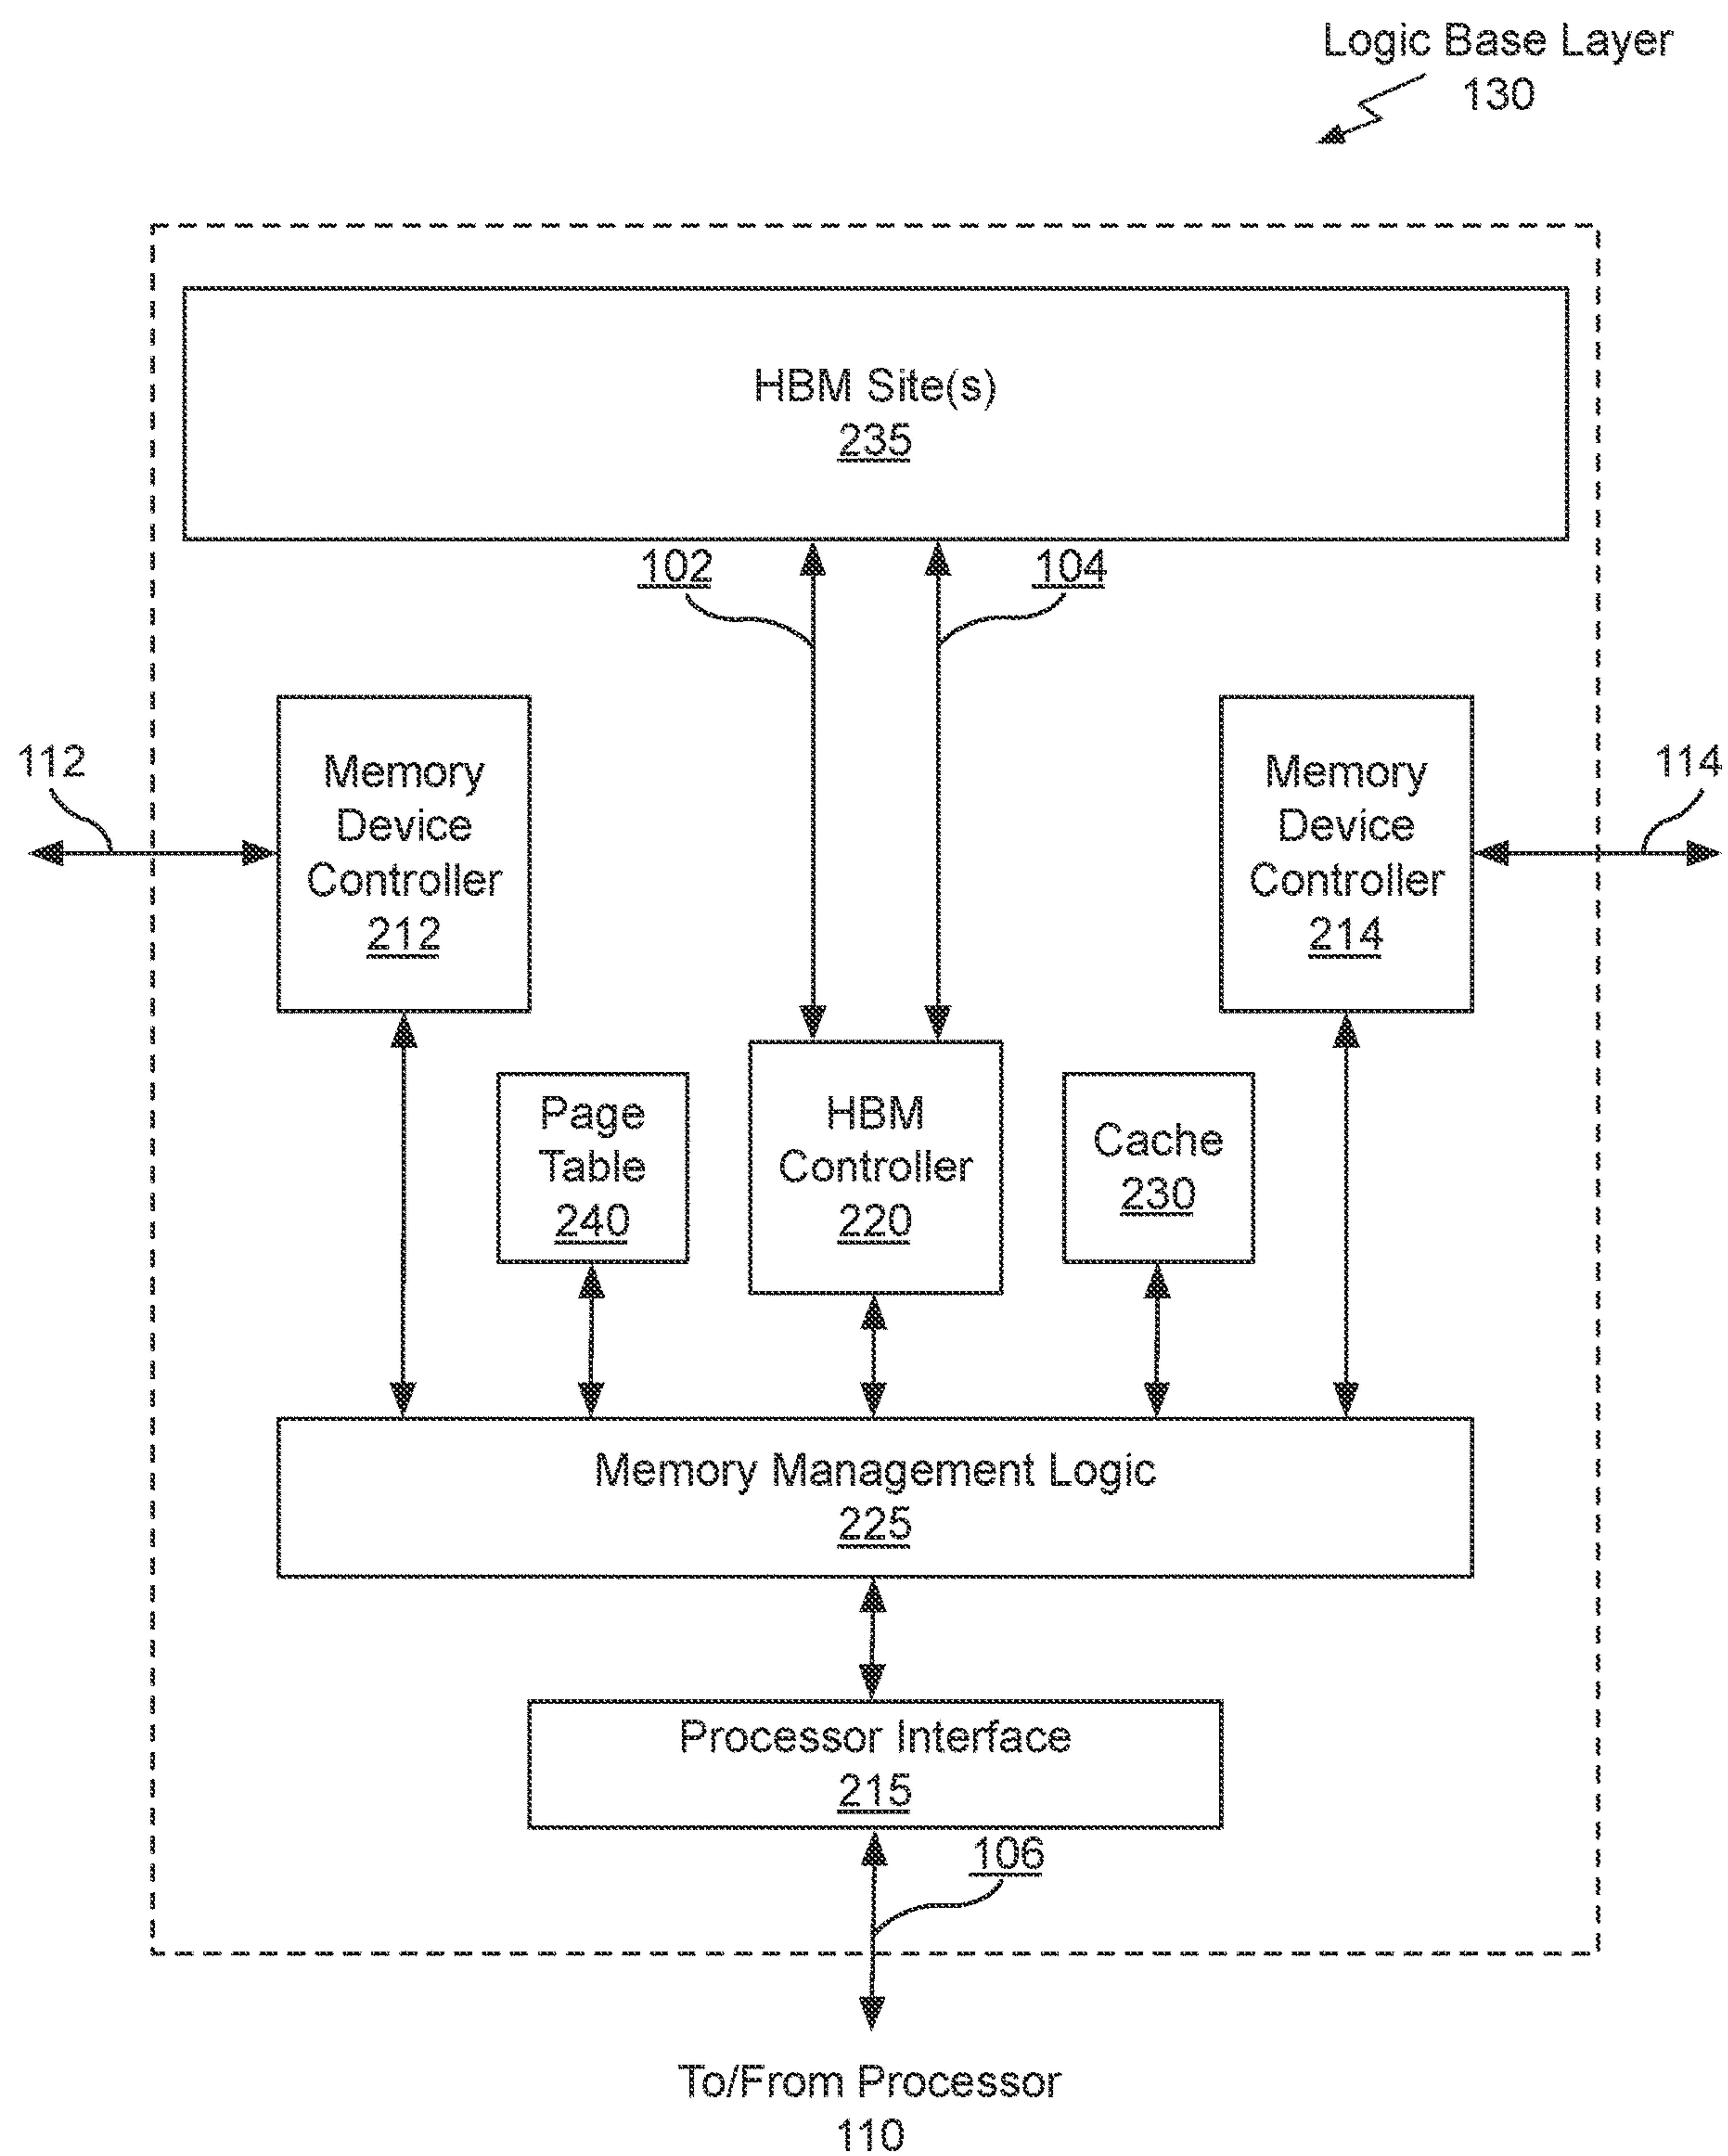 Logic Base Layer
130
HBM Site(s)
235
102
104
112
Memory
Device
Controller
212
Memory
Device
Controller
214
114
Page
Table
240
HBM
Controller
220
Cache
230
Memory Management Logic
225
Processor Interface
215
106
To/From Processor
110